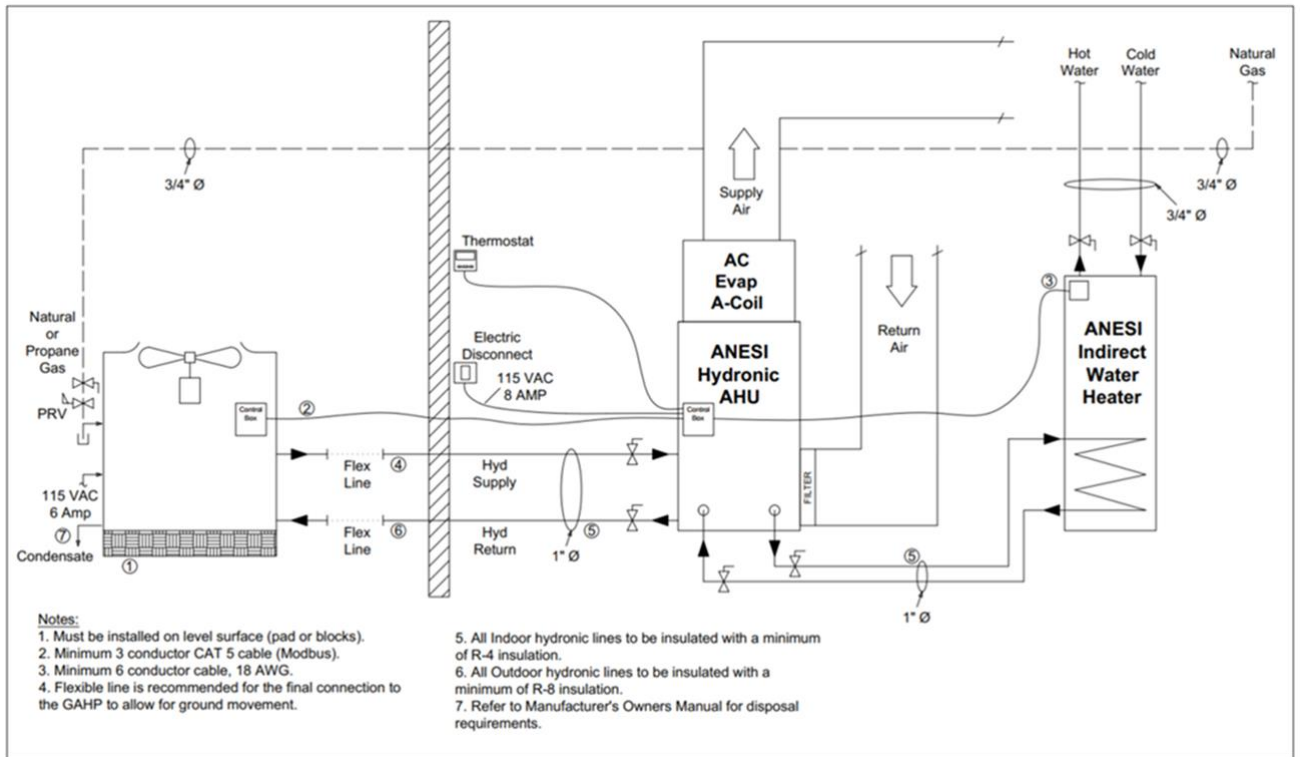 Hot
Water
Cold
Water
Natural
Gas
3/4" Ø
Supply
Air
3/4" Ø
3/4" Ø
Thermostat
AC
Evap
A-Coil
③
Natural
or
Propane
Gas
Electric
Disconnect
Return
Air
ANESI
Indirect
Water
Heater
ANESI
Hydronic
AHU
115 VAC
8 AMP
PRV
Control
Box
②
Control
Box
Flex
Line
④
Hyd
Supply
FILTER
115 VAC
6 Amp
⑦
Condensate
①
Flex
Line
⑥
Hyd
Return
⑤
1" Ø
⑤
1" Ø
Notes:
1. Must be installed on level surface (pad or blocks).
2. Minimum 3 conductor CAT 5 cable (Modbus).
3. Minimum 6 conductor cable, 18 AWG.
4. Flexible line is recommended for the final connection to
the GAHP to allow for ground movement.
5. All Indoor hydronic lines to be insulated with a minimum
of R-4 insulation.
6. All Outdoor hydronic lines to be insulated with a
minimum of R-8 insulation.
7. Refer to Manufacturer's Owners Manual for disposal
requirements.